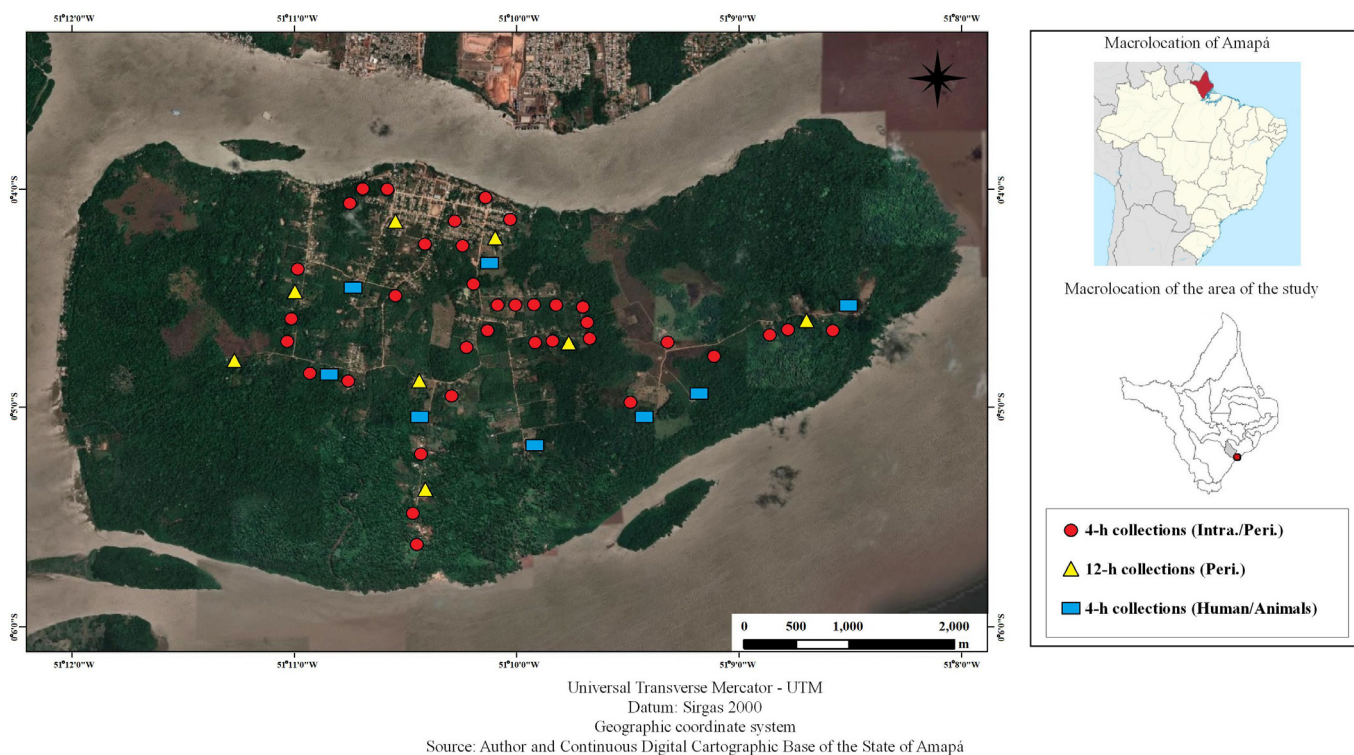 51°12'0"W
51°11'0"W
51°10'0"W
51°9'0"W
51°8'0"W
0°4'0"S
0°4'0"S
0°5'0"S
0°5'0"S
0°6'0"S
0°6'0"S
0 500 1,000 2,000
m
51°12'0"W
51°11'0"W
51°10'0"W
51°9'0"W
51°8'0"W
Universal Transverse Mercator - UTM
Datum: Sirgas 2000
Geographic coordinate system
Source: Author and Continuous Digital Cartographic Base of the State of Amapá
Macrolocation of Amapá
Macrolocation of the area of the study
4-h collections (Intra./Peri.)
12-h collections (Peri.)
4-h collections (Human/Animals)